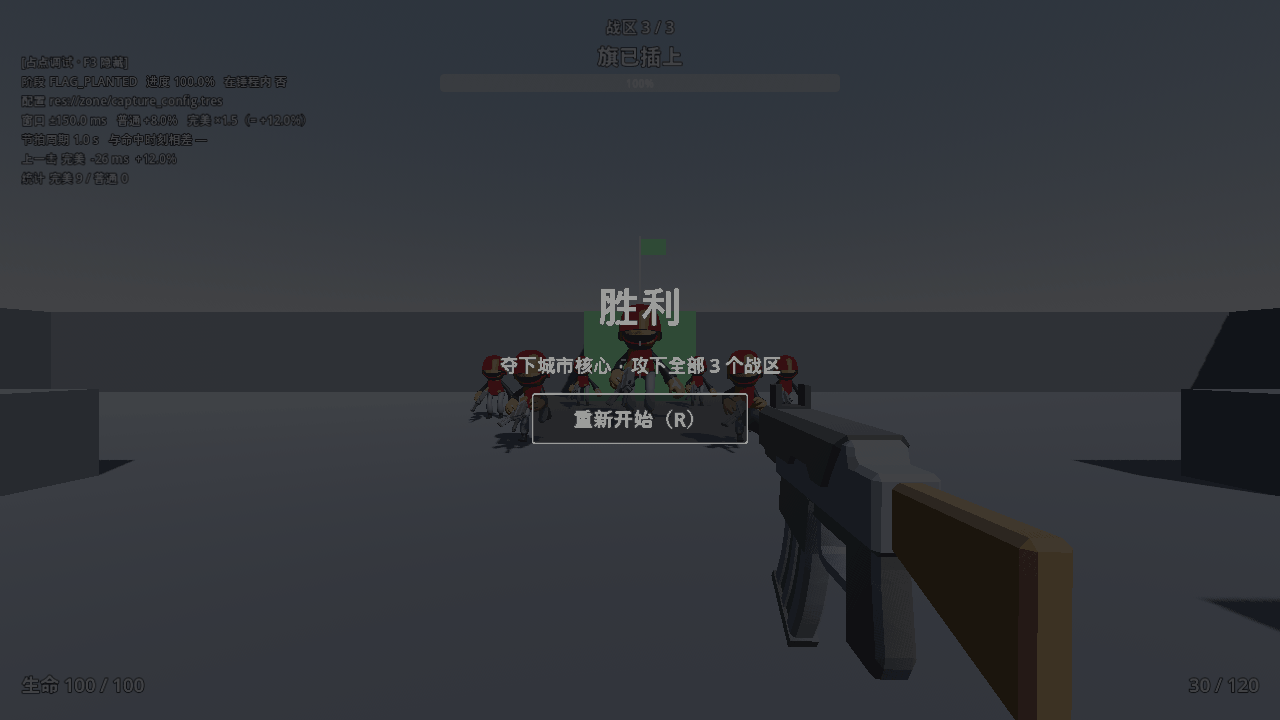 战区 3 / 3
旗已插上
100%
[占点调试 · F3 隐藏]
阶段 FLAG_PLANTED 进度 100.0% 在赛程内 否
配置 res://zone/capture_config.tres
窗口 ±150.0 ms 普通 +8.0% 完美 ×1.5 (= +12.0%)
节拍周期 1.0 s 与命中时刻相差 —
上一击 完美 -26 ms +12.0%
统计 完美 9 / 普通 0
胜利
夺下城市核心 · 攻下全部 3 个战区
重新开始（R）
生命 100 / 100
30 / 120